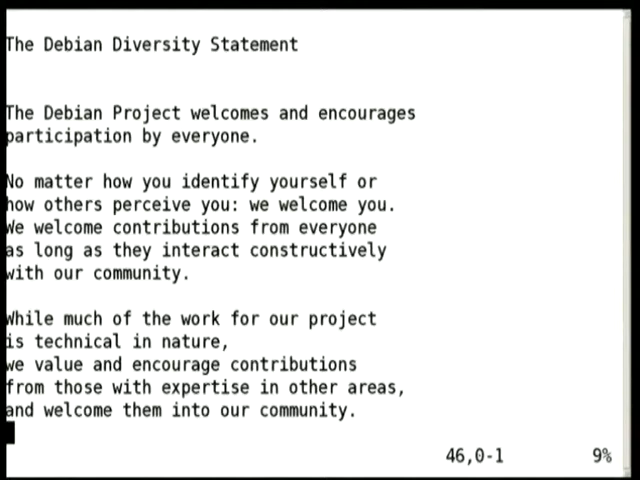 The Debian Diversity Statement
The Debian Project welcomes and encourages
participation by everyone.
No matter how you identify yourself or
how others perceive you: we welcome you.
We welcome contributions from everyone
as long as they interact constructively
with our community.
While much of the work for our project
is technical in nature,
we value and encourage contributions
from those with expertise in other areas,
and welcome them into our community.
46,0-1 9%